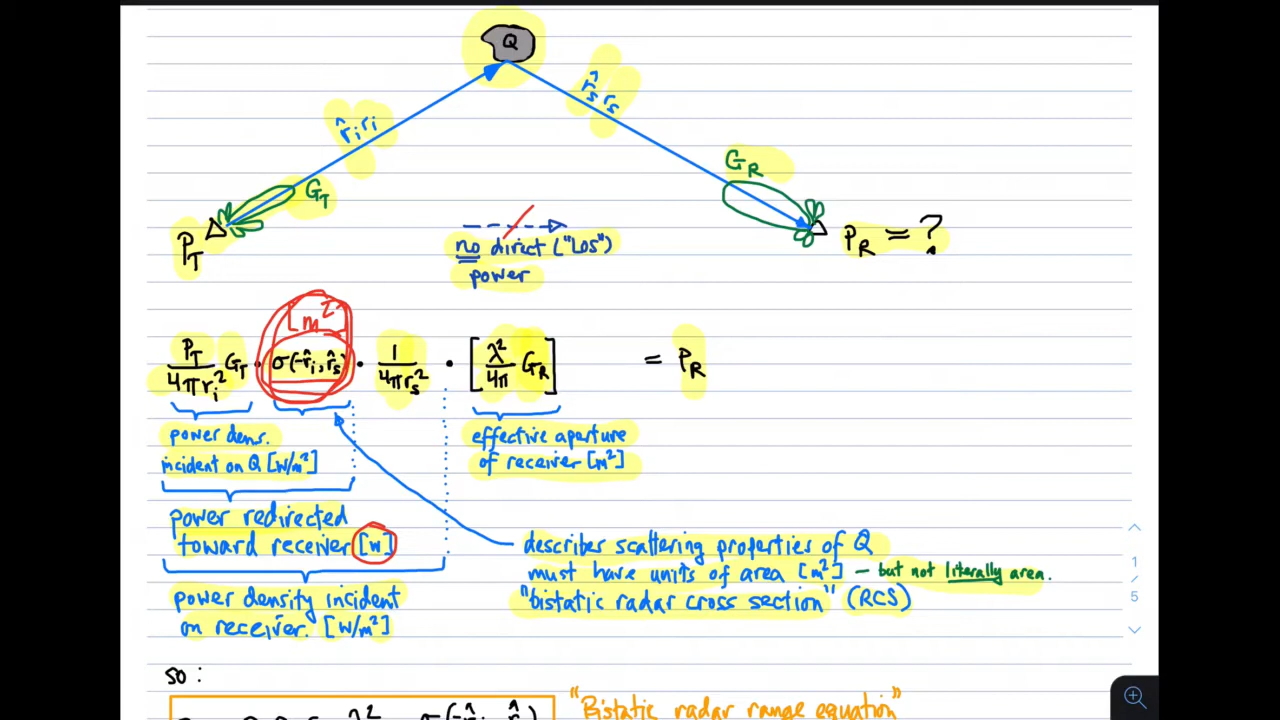 Q
r̂ₛ rₛ
r̂ᵢ rᵢ
G_R
G_T
P_T
no direct ("LOS")
power
P_R = ?
[m²]
P_T/4πrᵢ² G_T · σ(-r̂ᵢ, r̂ₛ) · 1/4πrₛ² · [λ²/4π G_R] = P_R
power dens.
incident on Q [W/m²]
effective aperture
of receiver [m²]
power redirected
toward receiver [W]
describes scattering properties of Q
must have units of area [m²] – but not literally area.
"bistatic radar cross section" (RCS)
power density incident
on receiver. [W/m²]
1
/
5
so:
"Bistatic radar range equation"